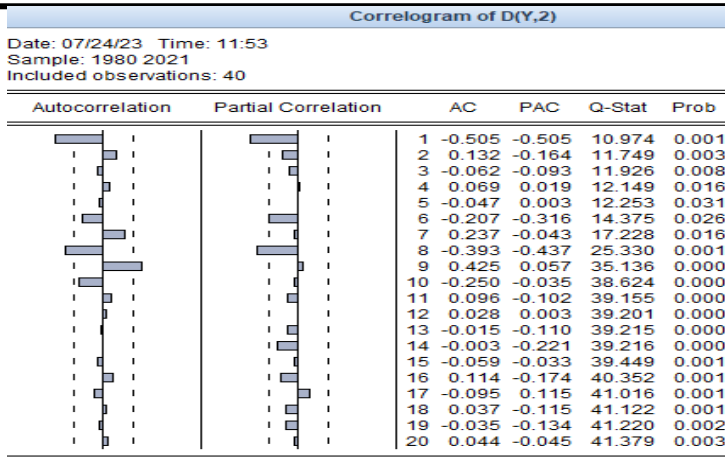 Correlogram of D(Y,2)
Date: 07/24/23 Time: 11:53
Sample: 1980 2021
Included observations: 40
Autocorrelation Partial Correlation AC PAC Q-Stat Prob
1 -0.505 -0.505 10.974 0.001
2 0.132 -0.164 11.749 0.003
3 -0.062 -0.093 11.926 0.008
4 0.069 0.019 12.149 0.016
5 -0.047 0.003 12.253 0.031
6 -0.207 -0.316 14.375 0.026
7 0.237 -0.043 17.228 0.016
8 -0.393 -0.437 25.330 0.001
9 0.425 0.057 35.136 0.000
10 -0.250 -0.035 38.624 0.000
11 0.096 -0.102 39.155 0.000
12 0.028 0.003 39.201 0.000
13 -0.015 -0.110 39.215 0.000
14 -0.003 -0.221 39.216 0.000
15 -0.059 -0.033 39.449 0.001
16 0.114 -0.174 40.352 0.001
17 -0.095 0.115 41.016 0.001
18 0.037 -0.115 41.122 0.001
19 -0.035 -0.134 41.220 0.002
20 0.044 -0.045 41.379 0.003